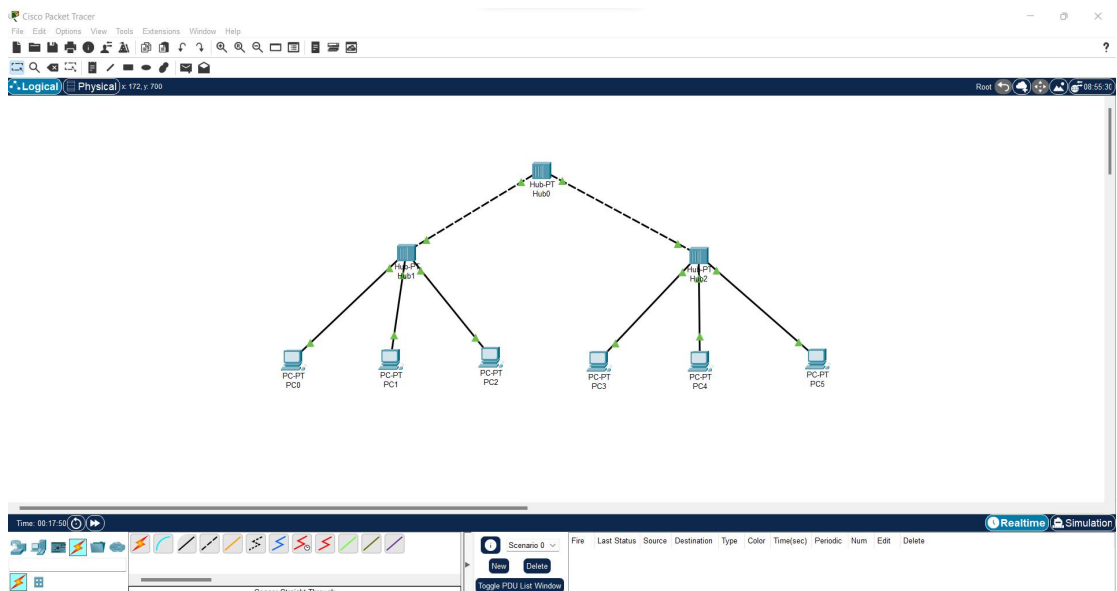 Cisco Packet Tracer
File Edit Options View Tools Extensions Window Help
?
Logical Physical x: 172, y: 700 Root 08:55:30
Hub-PT
Hub0
Hub-PT
Hub1
Hub-PT
Hub2
PC-PT
PC0
PC-PT
PC1
PC-PT
PC2
PC-PT
PC3
PC-PT
PC4
PC-PT
PC5
Time: 00:17:50 Realtime Simulation
Scenario 0
New Delete
Toggle PDU List Window
Fire Last Status Source Destination Type Color Time(sec) Periodic Num Edit Delete
Copper Straight-Through